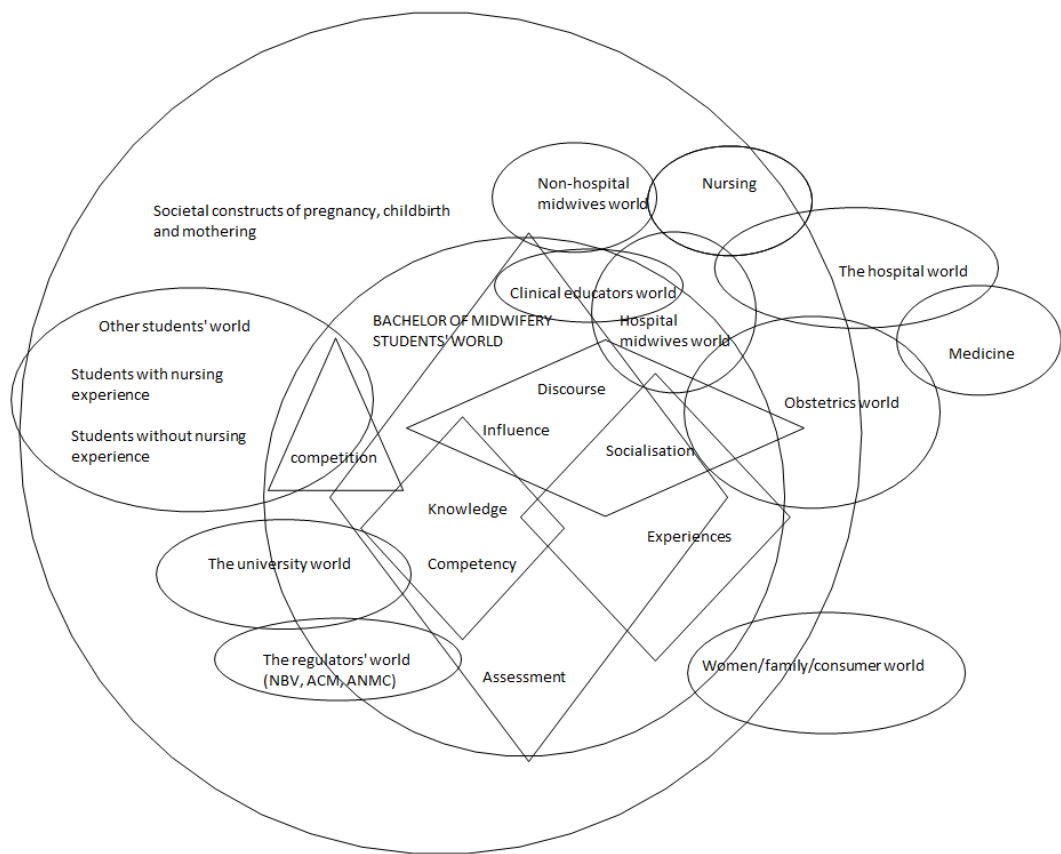 Non-hospital
midwives world
Nursing
Societal constructs of pregnancy, childbirth
and mothering
The hospital world
Clinical educators world
Other students' world
BACHELOR OF MIDWIFERY
STUDENTS' WORLD
Hospital
midwives world
Medicine
Students with nursing
experience
Discourse
Obstetrics world
Students without nursing
experience
Influence
Socialisation
competition
Knowledge
Experiences
The university world
Competency
The regulators' world
(NBV, ACM, ANMC)
Assessment
Women/family/consumer world